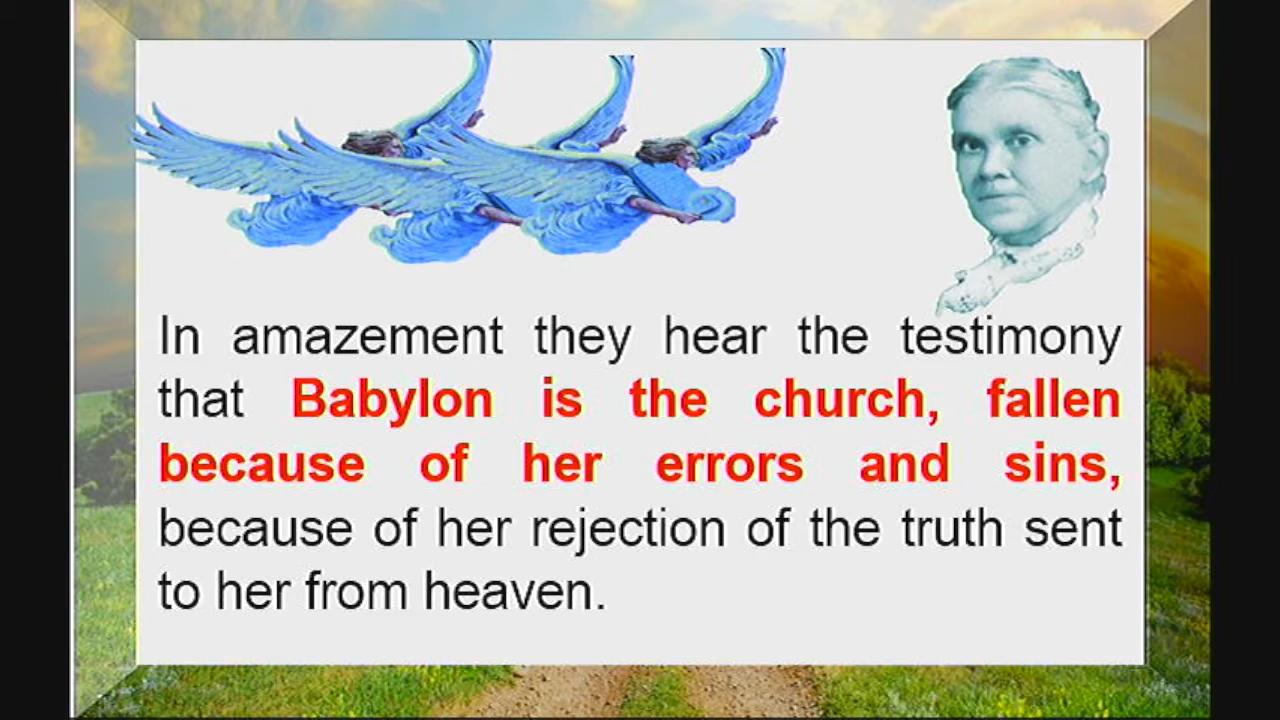 In amazement they hear the testimony
that Babylon is the church, fallen
because of her errors and sins,
because of her rejection of the truth sent
to her from heaven.